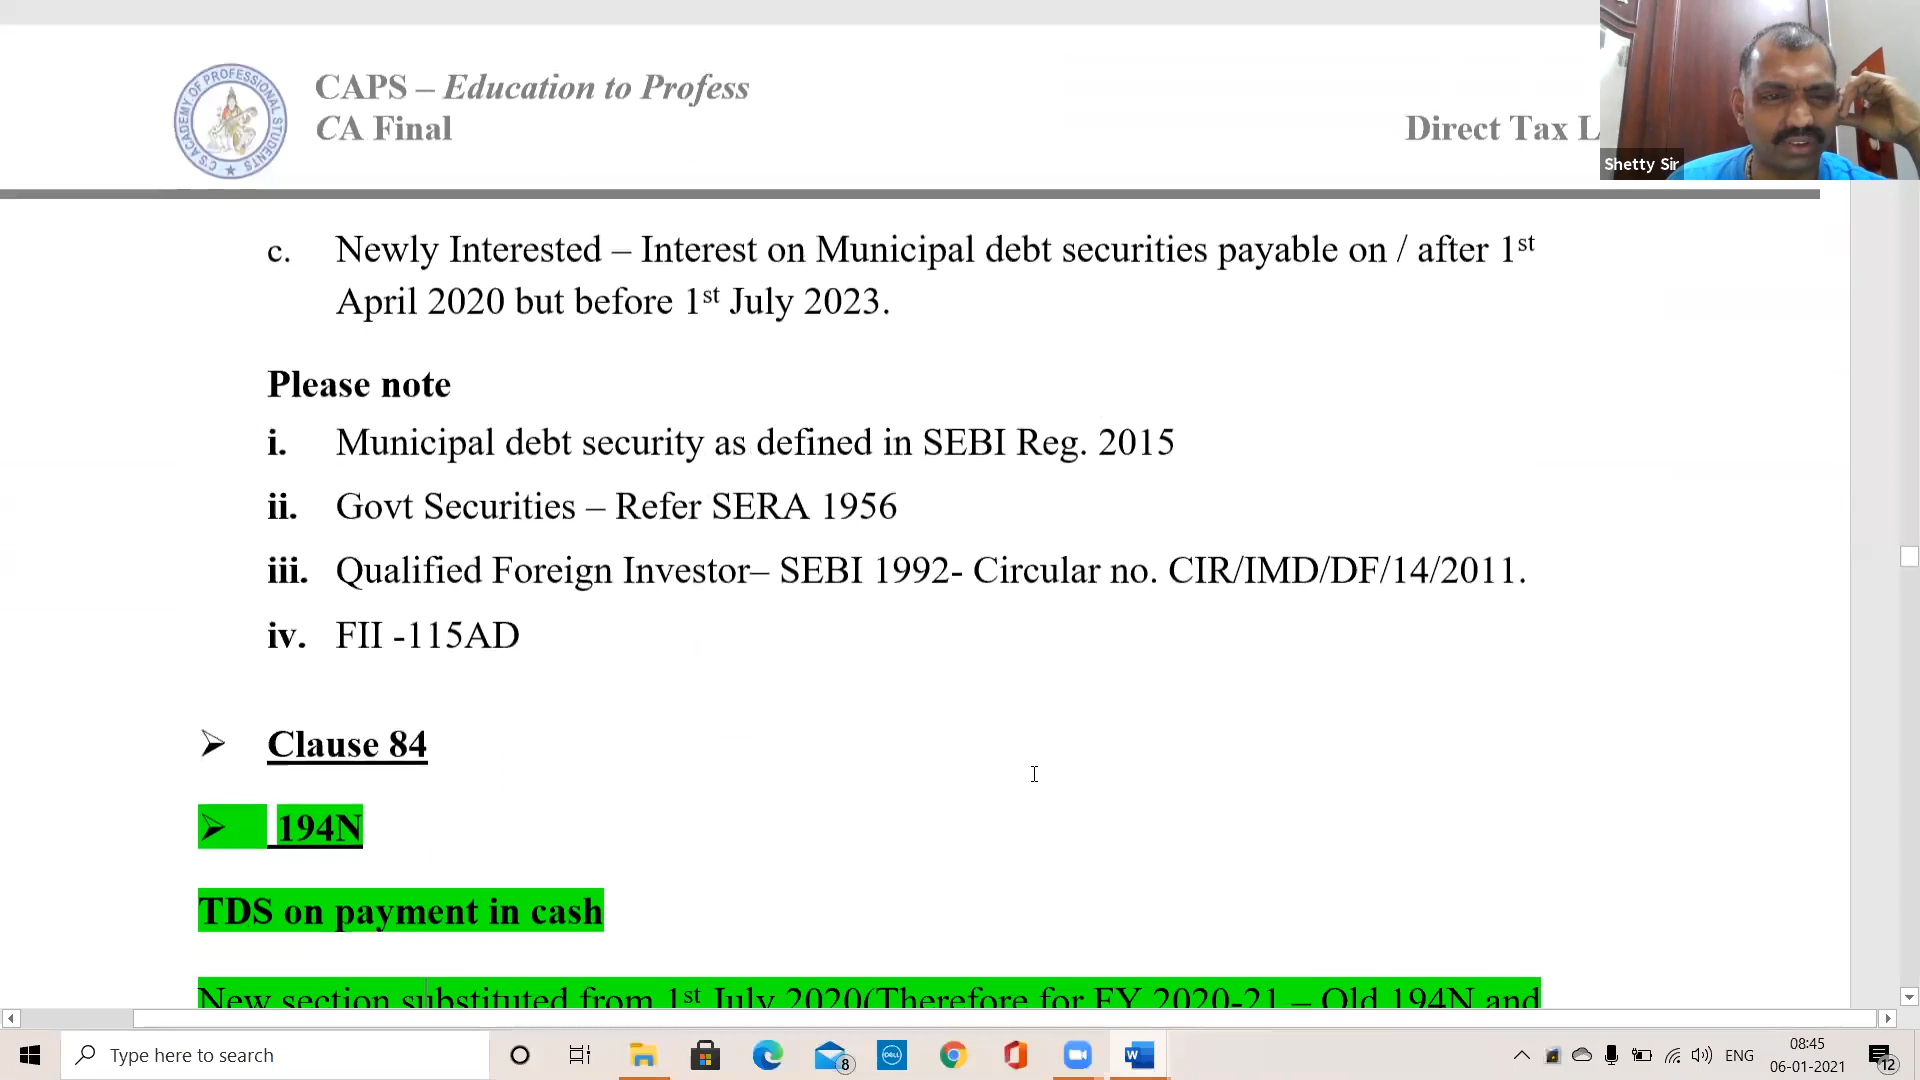 CAPS – Education to Profess
CA Final
Direct Tax L
Shetty Sir
c. Newly Interested – Interest on Municipal debt securities payable on / after 1st
April 2020 but before 1st July 2023.
Please note
i. Municipal debt security as defined in SEBI Reg. 2015
ii. Govt Securities – Refer SERA 1956
iii. Qualified Foreign Investor– SEBI 1992- Circular no. CIR/IMD/DF/14/2011.
iv. FII -115AD
➢ Clause 84
➢ 194N
TDS on payment in cash
New section substituted from 1st July 2020(Therefore for FY 2020-21 – Old 194N and
Type here to search
8
DELL
W
ENG
08:45
06-01-2021
12